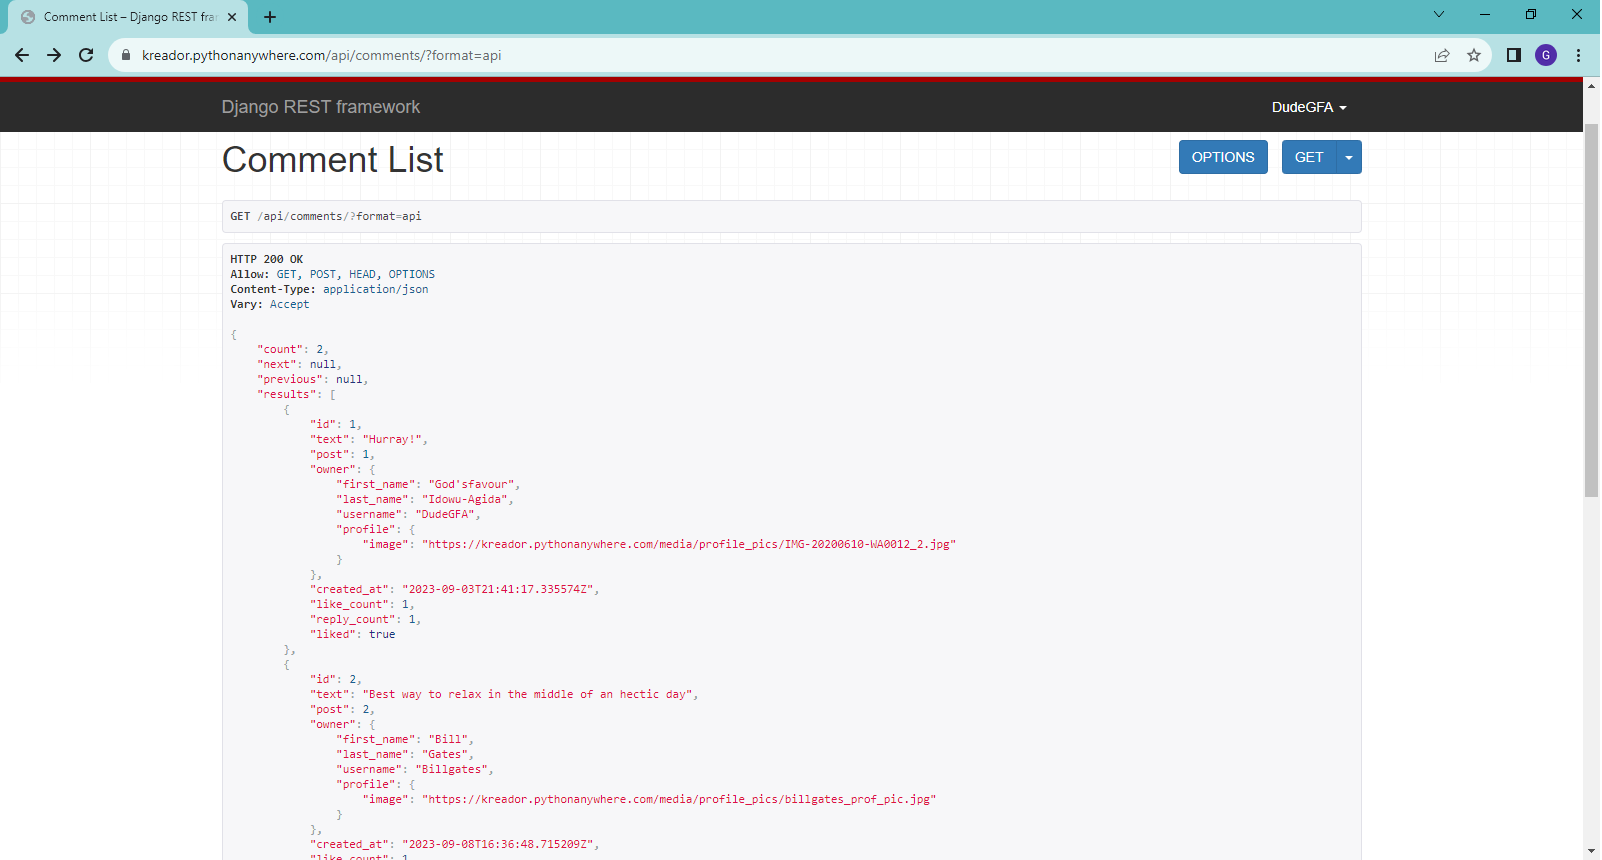 Comment List – Django REST fra
kreador.pythonanywhere.com/api/comments/?format=api
G
Django REST framework
DudeGFA
Comment List
OPTIONS
GET
GET /api/comments/?format=api
HTTP 200 OK
Allow: GET, POST, HEAD, OPTIONS
Content-Type: application/json
Vary: Accept
{
"count": 2,
"next": null,
"previous": null,
"results": [
{
"id": 1,
"text": "Hurray!",
"post": 1,
"owner": {
"first_name": "God'sfavour",
"last_name": "Idowu-Agida",
"username": "DudeGFA",
"profile": {
"image": "https://kreador.pythonanywhere.com/media/profile_pics/IMG-20200610-WA0012_2.jpg"
}
},
"created_at": "2023-09-03T21:41:17.335574Z",
"like_count": 1,
"reply_count": 1,
"liked": true
},
{
"id": 2,
"text": "Best way to relax in the middle of an hectic day",
"post": 2,
"owner": {
"first_name": "Bill",
"last_name": "Gates",
"username": "Billgates",
"profile": {
"image": "https://kreador.pythonanywhere.com/media/profile_pics/billgates_prof_pic.jpg"
}
},
"created_at": "2023-09-08T16:36:48.715209Z",
"like_count": 1